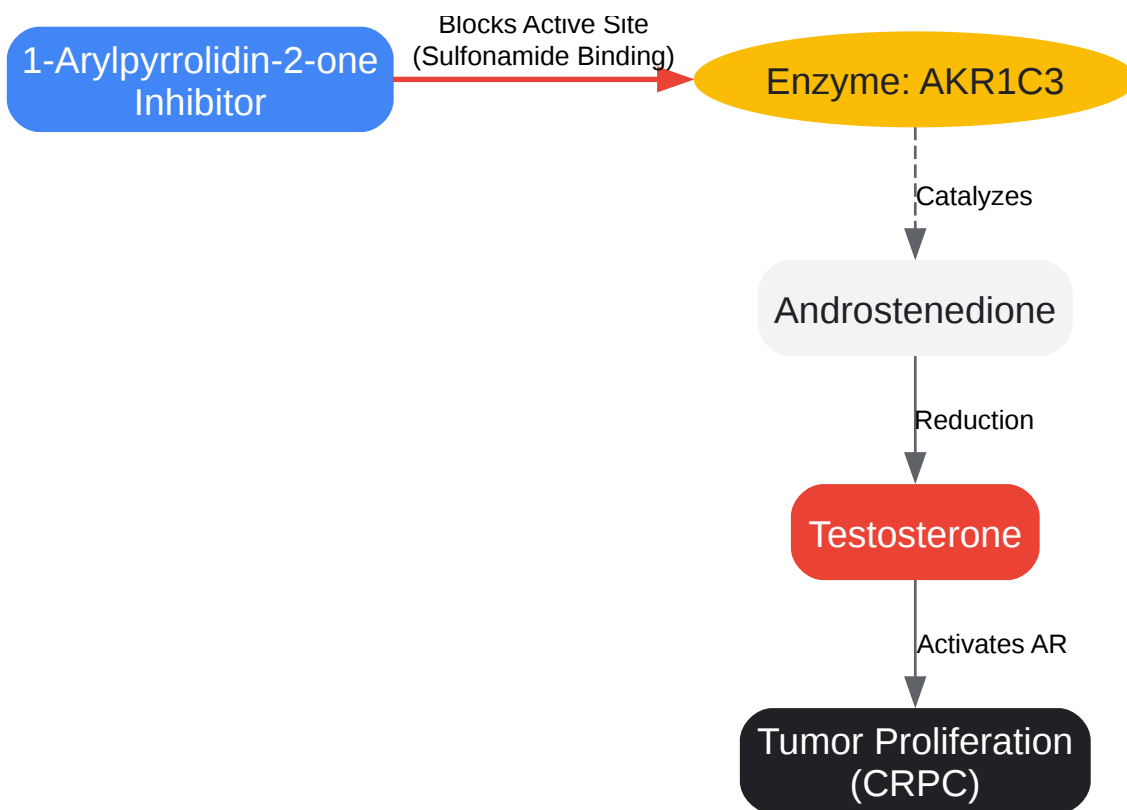 Blocks Active Site
(Sulfonamide Binding)
1-Arylpyrrolidin-2-one
Inhibitor
Enzyme: AKR1C3
Catalyzes
Androstenedione
Reduction
Testosterone
Activates AR
Tumor Proliferation
(CRPC)